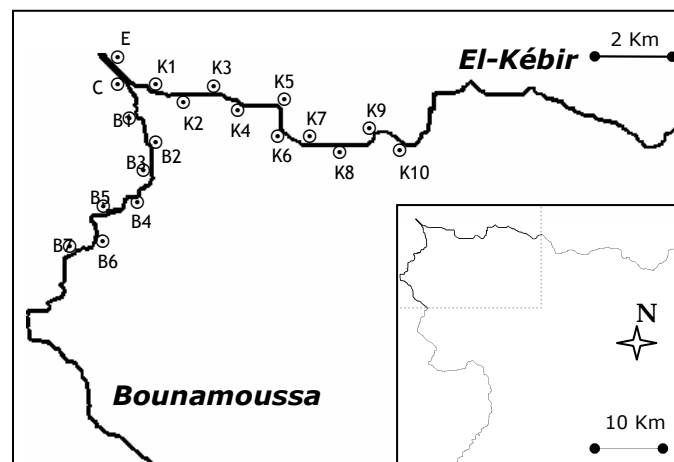 E
El-Kébir
2 Km
C
K1
K3
K5
K2
K4
B1
K7
K9
B2
K6
K8
K10
B3
B5
B4
B7
B6
N
Bounamoussa
10 Km